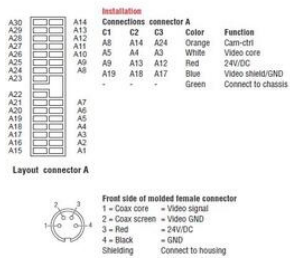 Installation
Connections connector A
C1 C2 C3 Color Function
A8 A14 A24 Orange Cam-ctrl
A5 A4 A3 White Video core
A9 A13 A12 Red 24V/DC
A19 A18 A17 Blue Video shield/GND
- - - Green Connect to chassis
A30 A14
A29 A13
A28 A12
A27 A11
A26 A10
A25 A9
A24 A8
A23
A22
A21 A7
A20 A6
A19 A5
A18 A4
A17 A3
A16 A2
A15 A1
Layout connector A
Front side of molded female connector
1 = Coax core = Video signal
2 = Coax screen = Video GND
3 = Red = 24V/DC
4 = Black = GND
Shielding Connect to housing
2 3
1 4